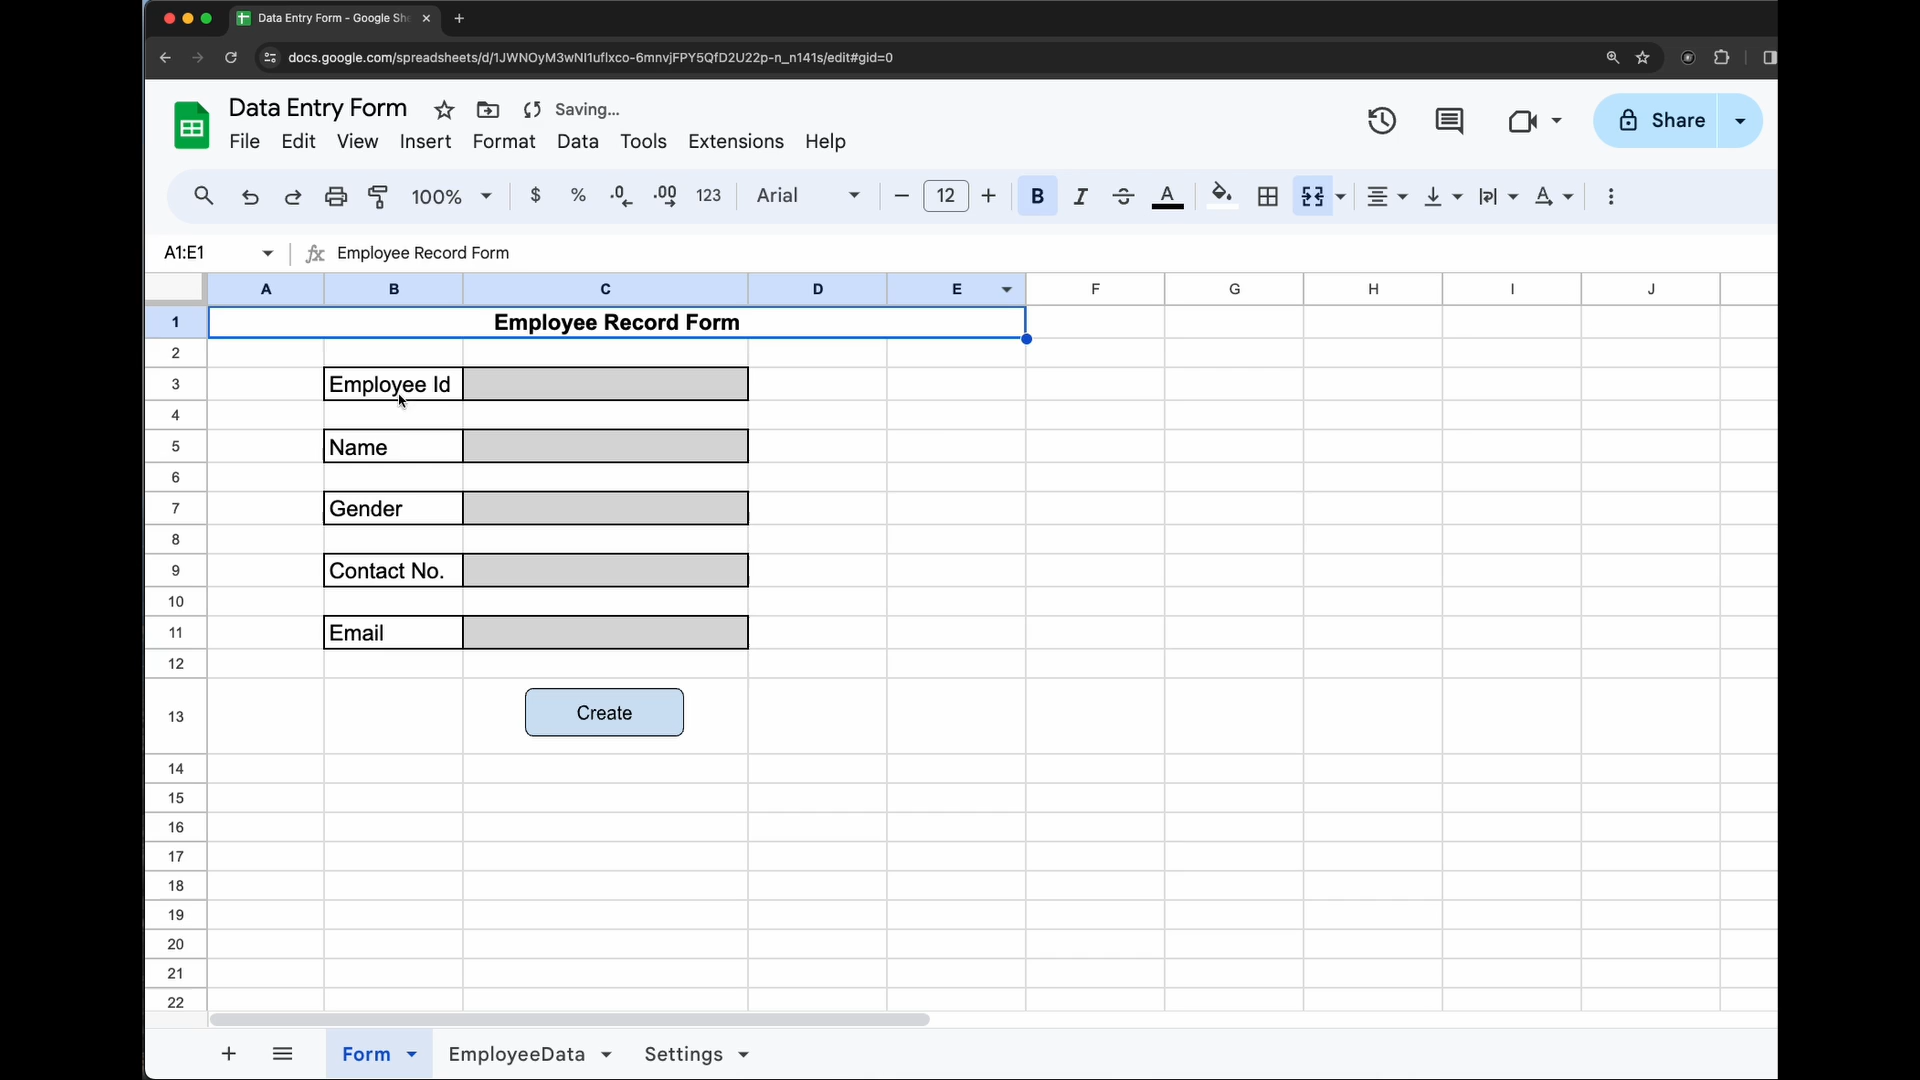 Data Entry Form - Google She
docs.google.com/spreadsheets/d/1JWNOyM3wNI1uflxco-6mnvjFPY5QfD2U22p-n_n141s/edit#gid=0
Data Entry Form Saving...
Share
File Edit View Insert Format Data Tools Extensions Help
100% $ % .0 .00 123 Arial 12 B I A A
A1:E1 fx Employee Record Form
A B C D E F G H I J
1 Employee Record Form
2
3 Employee Id
4
5 Name
6
7 Gender
8
9 Contact No.
10
11 Email
12
13 Create
14
15
16
17
18
19
20
21
22
Form EmployeeData Settings